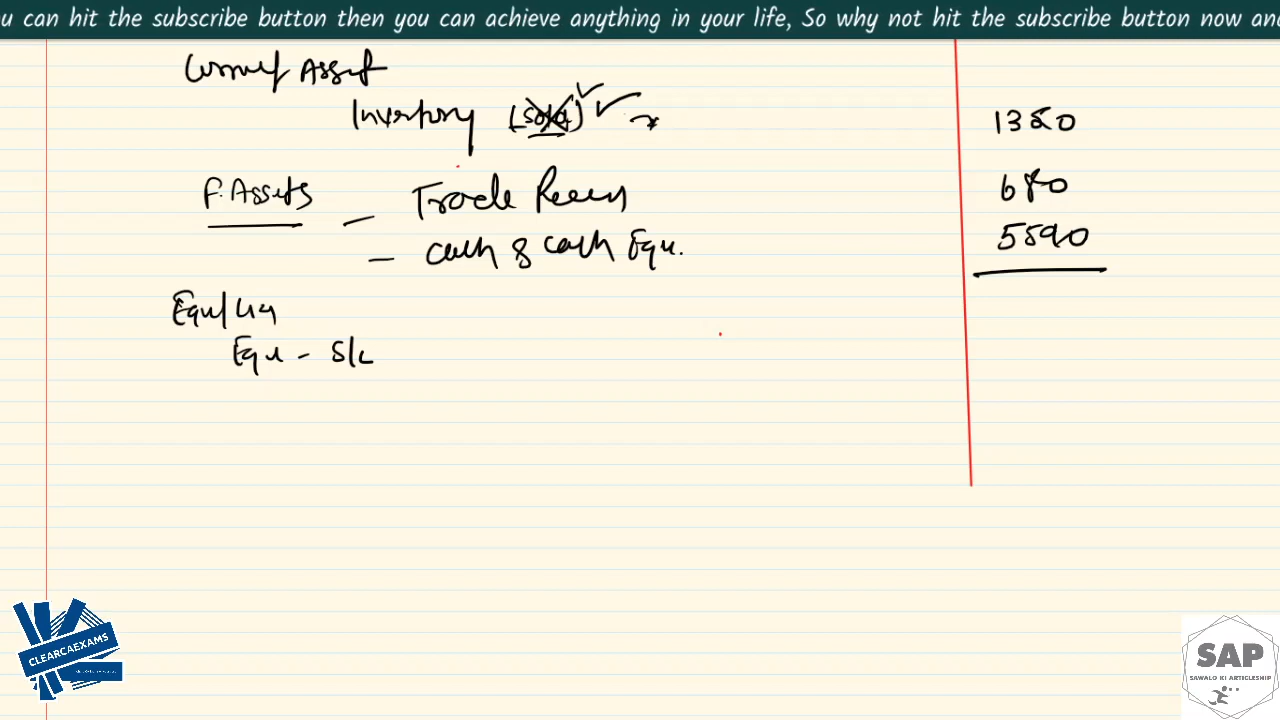 u can hit the subscribe button then you can achieve anything in your life, So why not hit the subscribe button now and
Current Asset
Inventory 1350
F. Assets - Trade Receiv 680
- Cash & Cash Equ. 5590
Equ/
Equ -
CLEARCAEXAMS
SAP
SAWALO KI ARTICLESHIP